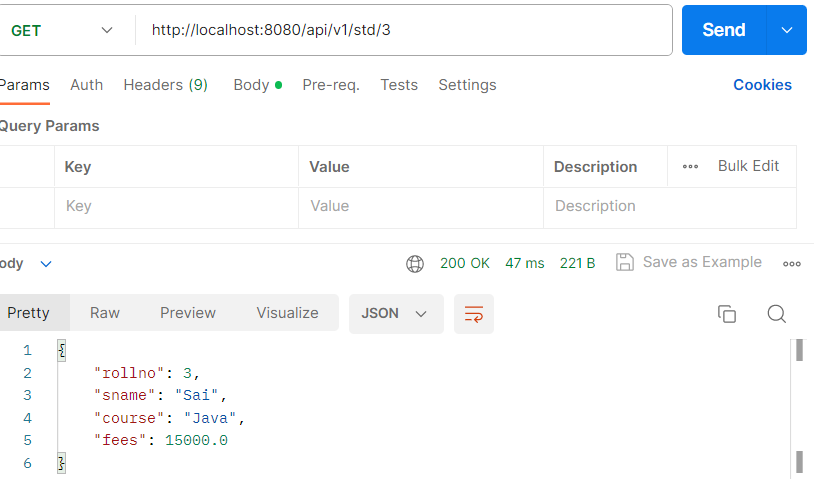 GET http://localhost:8080/api/v1/std/3 Send
Params Auth Headers (9) Body Pre-req. Tests Settings Cookies
Query Params
Key Value Description Bulk Edit
Key Value Description
ody 200 OK 47 ms 221 B Save as Example
Pretty Raw Preview Visualize JSON
1 {
2 "rollno": 3,
3 "sname": "Sai",
4 "course": "Java",
5 "fees": 15000.0
6 }